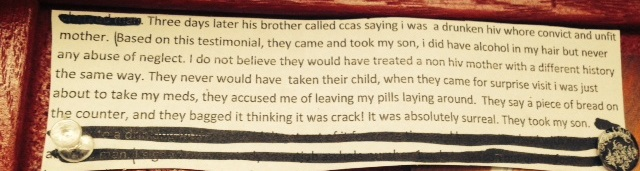 . Three days later his brother called ccas saying i was a drunken hiv whore convict and unfit
mother. (Based on this testimonial, they came and took my son, i did have alcohol in my hair but never
any abuse of neglect. I do not believe they would have treated a non hiv mother with a different history
the same way. They never would have taken their child, when they came for surprise visit i was just
about to take my meds, they accused me of leaving my pills laying around. They say a piece of bread on
the counter, and they bagged it thinking it was crack! It was absolutely surreal. They took my son.